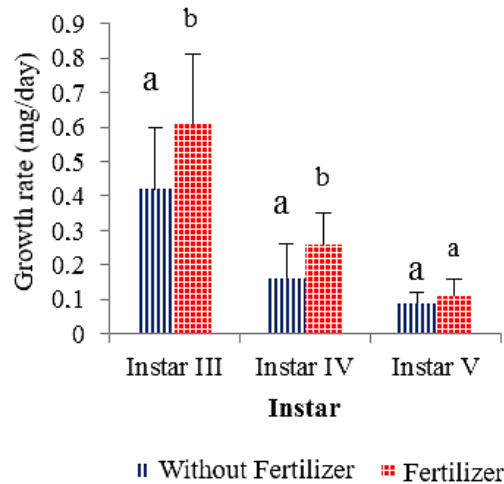 Growth rate (mg/day)
0.9
0.8
0.7
0.6
0.5
0.4
0.3
0.2
0.1
0
a
b
a
b
a
a
Instar III
Instar IV
Instar V
Instar
Without Fertilizer
Fertilizer